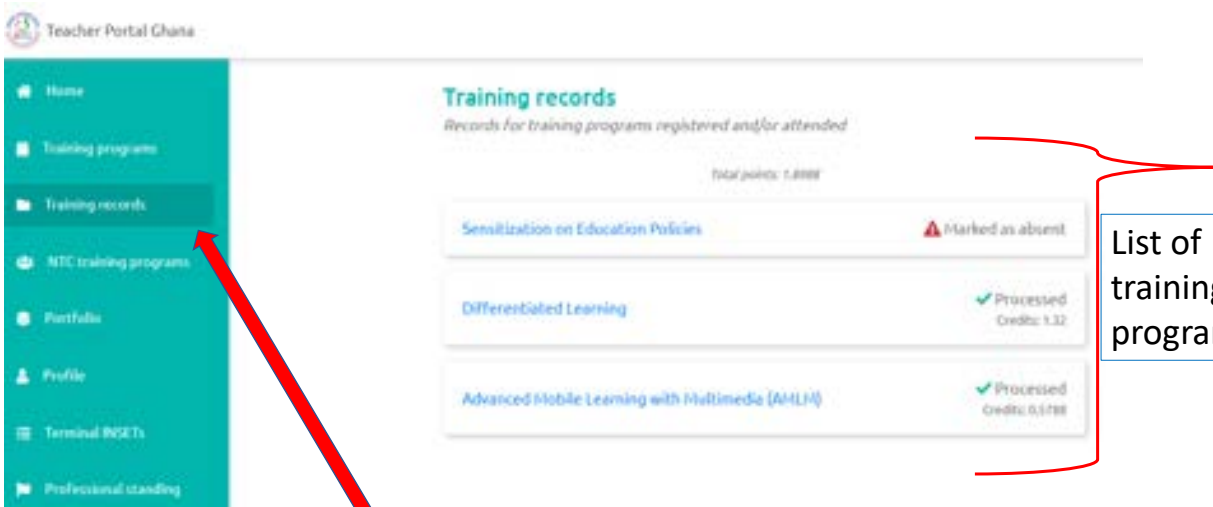 Teacher Portal Ghana
Home
Training programs
Training records
NTC training programs
Portfolio
Profile
Terminal INSETs
Professional standing
Training records
Records for training programs registered and/or attended
Total points: 1.8988
Sensitization on Education Policies
Marked as absent
Differentiated Learning
Processed
Credits: 1.32
Advanced Mobile Learning with Multimedia (AMLM)
Processed
Credits: 0.5788
List of
training
progra